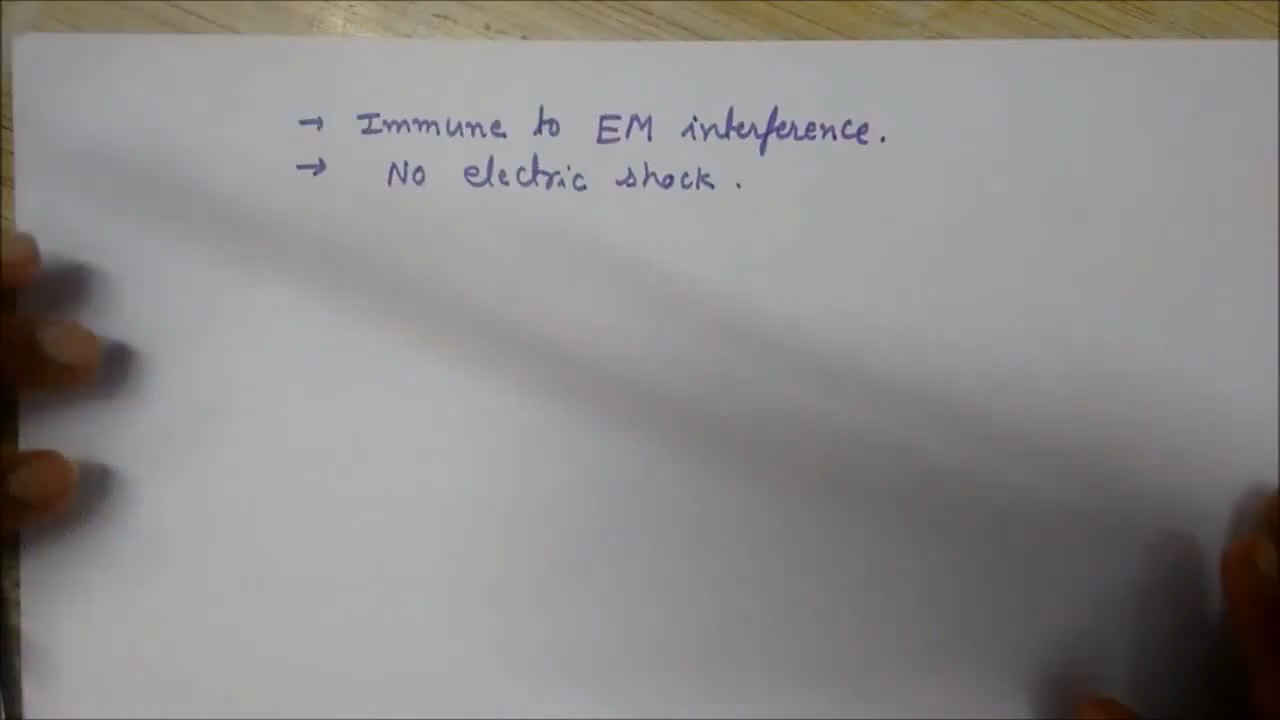 → Immune to EM interference.
→ No electric shock.